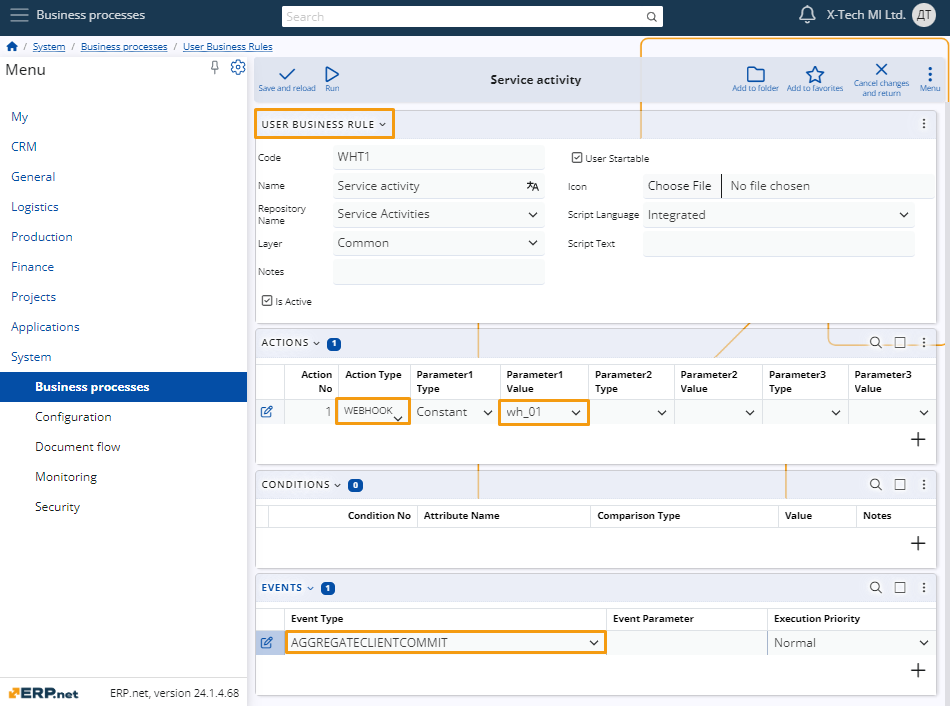 Business processes
Search
X-Tech MI Ltd.
ДТ
/ System / Business processes / User Business Rules
Menu
My
CRM
General
Logistics
Production
Finance
Projects
Applications
System
Business processes
Configuration
Document flow
Monitoring
Security
ERP.net
ERP.net, version 24.1.4.68
Save and reload
Run
Service activity
Add to folder
Add to favorites
Cancel changes
and return
Menu
USER BUSINESS RULE
Code WHT1
Name Service activity
Repository
Name
Service Activities
Layer Common
Notes
Is Active
User Startable
Icon Choose File No file chosen
Script Language Integrated
Script Text
ACTIONS 1
Action
No
Action Type
Parameter1
Type
Parameter1
Value
Parameter2
Type
Parameter2
Value
Parameter3
Type
Parameter3
Value
1 WEBHOOK Constant wh_01
CONDITIONS 0
Condition No Attribute Name Comparison Type Value Notes
EVENTS 1
Event Type Event Parameter Execution Priority
AGGREGATECLIENTCOMMIT Normal